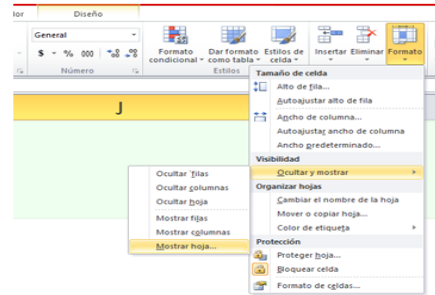 lor
Diseño
General
$ - % 000
Formato condicional
Dar formato como tabla
Estilos de celda
Insertar
Eliminar
Formato
Número
Estilos
J
Tamaño de celda
Alto de fila...
Autoajustar alto de fila
Ancho de columna...
Autoajustar ancho de columna
Ancho predeterminado...
Visibilidad
Ocultar y mostrar
Ocultar filas
Ocultar columnas
Ocultar hoja
Mostrar filas
Mostrar columnas
Mostrar hoja...
Organizar hojas
Cambiar el nombre de la hoja
Mover o copiar hoja...
Color de etiqueta
Protección
Proteger hoja...
Bloquear celda
Formato de celdas...